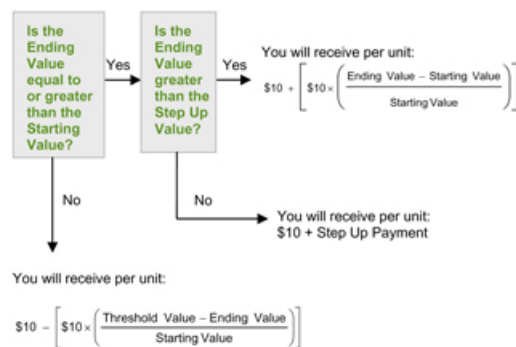 Is the
Ending
Value
equal to
or greater
than the
Starting
Value?
Yes
Is the
Ending
Value
greater
than the
Step Up
Value?
Yes
You will receive per unit:
$10 + [ $10 × ( Ending Value – Starting Value
Starting Value ) ]
No
No
You will receive per unit:
$10 + Step Up Payment
You will receive per unit:
$10 – [ $10 × ( Threshold Value – Ending Value
Starting Value ) ]